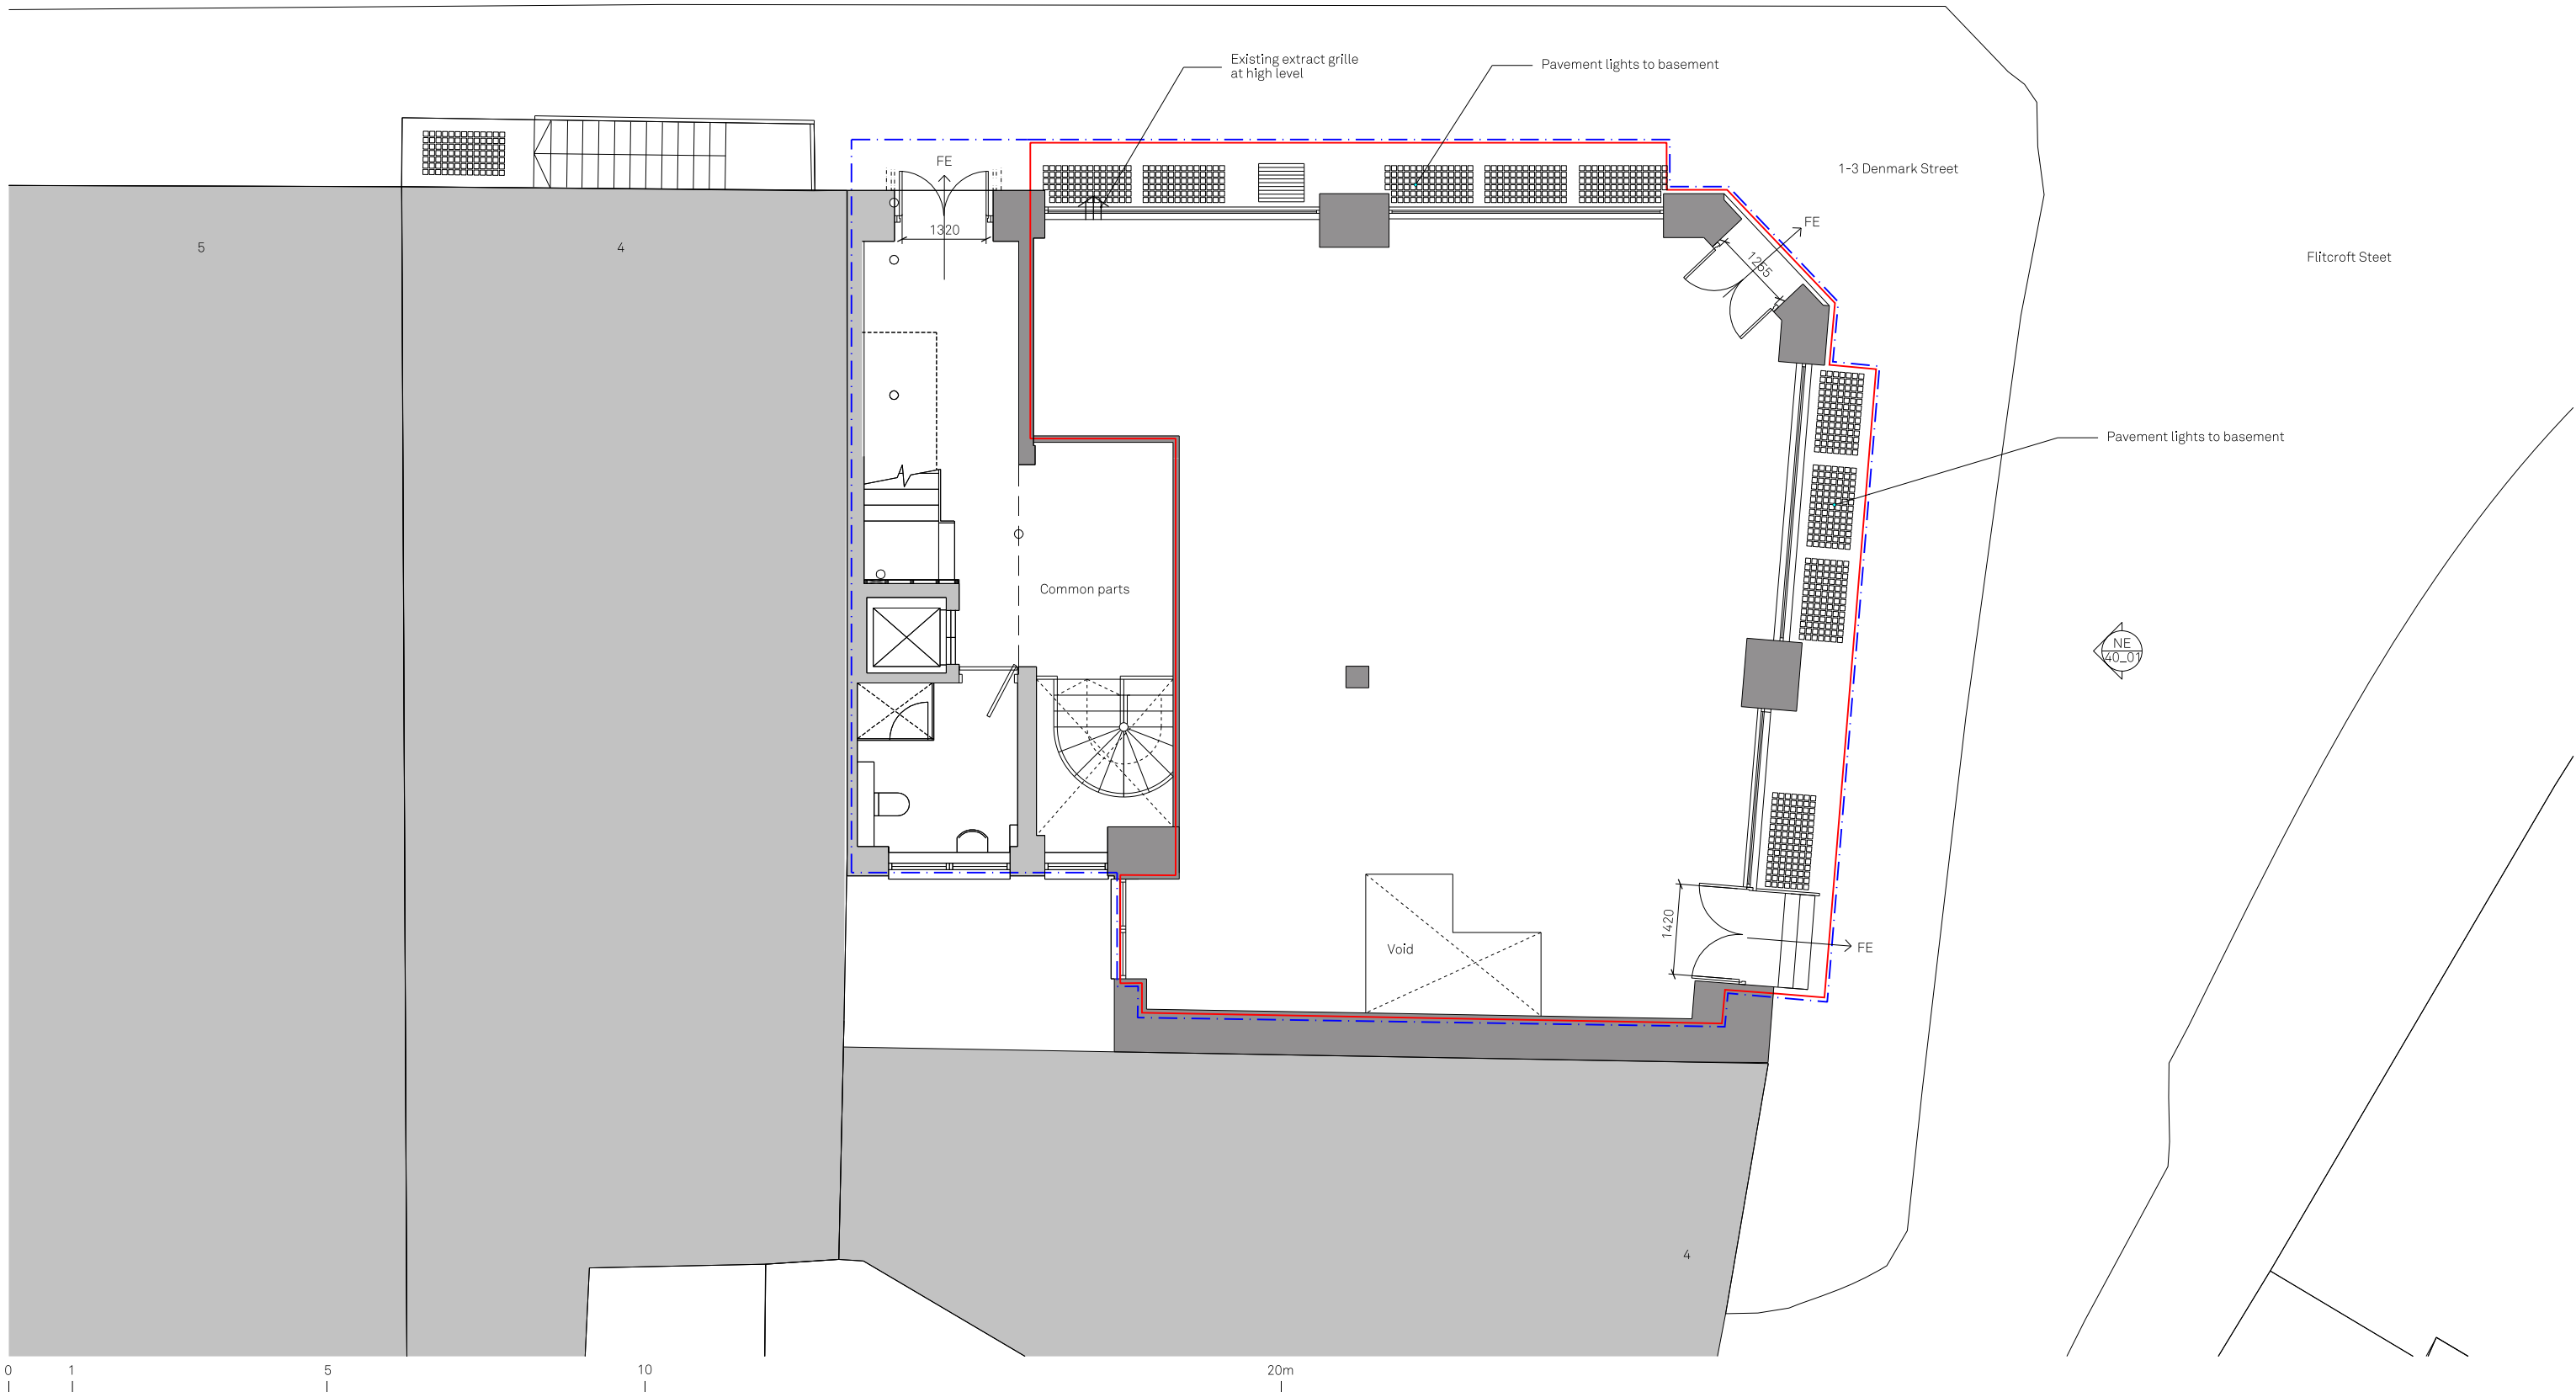 Existing extract grille
at high level
Pavement lights to basement
1-3 Denmark Street
Flitcroft Steet
FE
1320
FE
1255
5
4
Pavement lights to basement
Common parts
NE
40_01
1420
FE
Void
4
0
1
5
10
20m